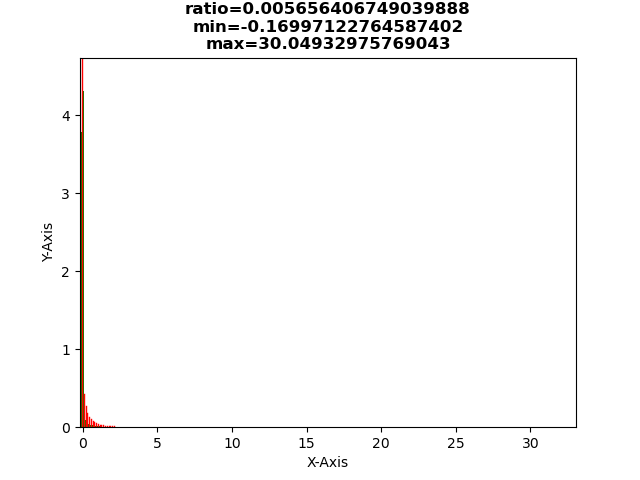 ratio=0.005656406749039888
min=-0.16997122764587402
max=30.04932975769043
4
3
2
1
0
Y-Axis
0 5 10 15 20 25 30
X-Axis